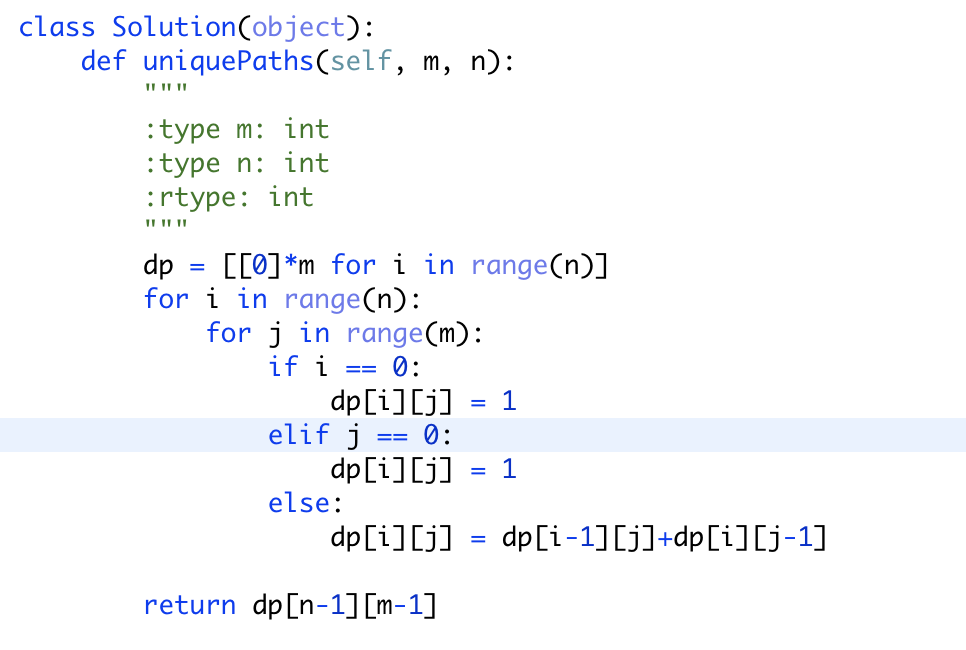 class Solution(object):
    def uniquePaths(self, m, n):
        """
        :type m: int
        :type n: int
        :rtype: int
        """
        dp = [[0]*m for i in range(n)]
        for i in range(n):
            for j in range(m):
                if i == 0:
                    dp[i][j] = 1
                elif j == 0:
                    dp[i][j] = 1
                else:
                    dp[i][j] = dp[i-1][j]+dp[i][j-1]

        return dp[n-1][m-1]